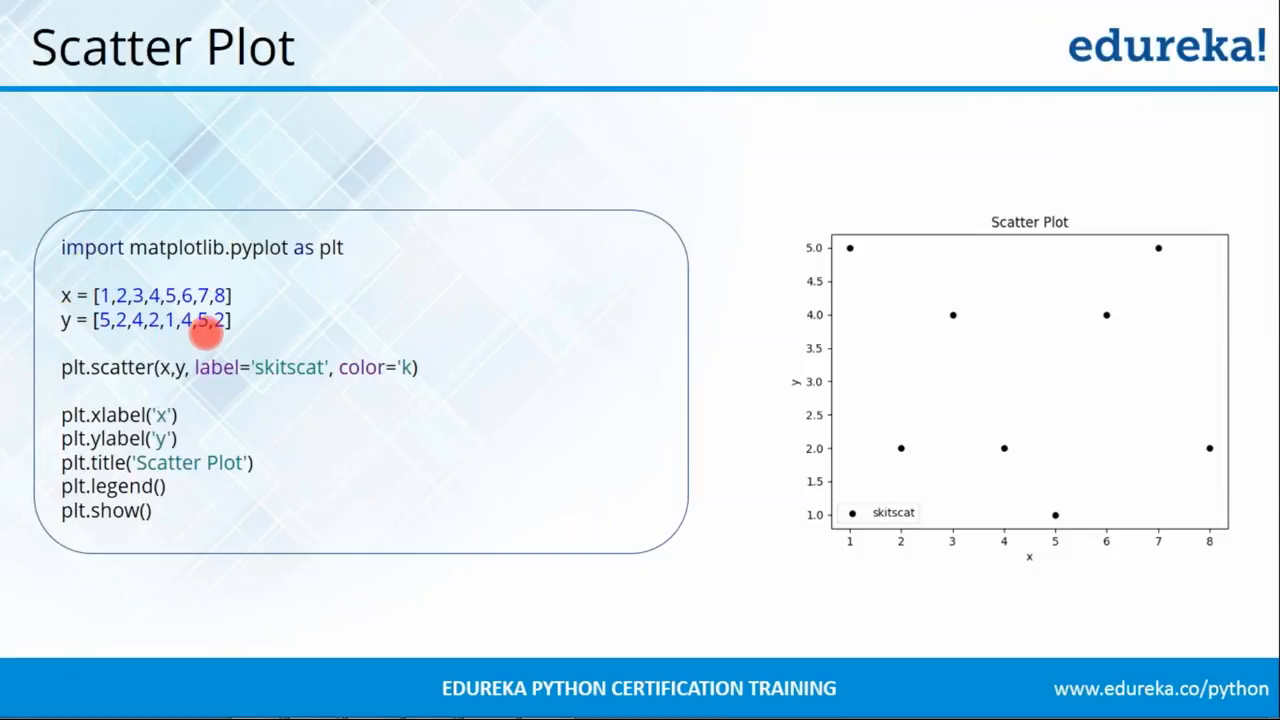 Scatter Plot
edureka!
import matplotlib.pyplot as plt
x = [1,2,3,4,5,6,7,8]
y = [5,2,4,2,1,4,5,2]
plt.scatter(x,y, label='skitscat', color='k)
plt.xlabel('x')
plt.ylabel('y')
plt.title('Scatter Plot')
plt.legend()
plt.show()
Scatter Plot
5.0
4.5
4.0
3.5
3.0
2.5
2.0
1.5
1.0
y
skitscat
1 2 3 4 5 6 7 8
x
EDUREKA PYTHON CERTIFICATION TRAINING
www.edureka.co/python